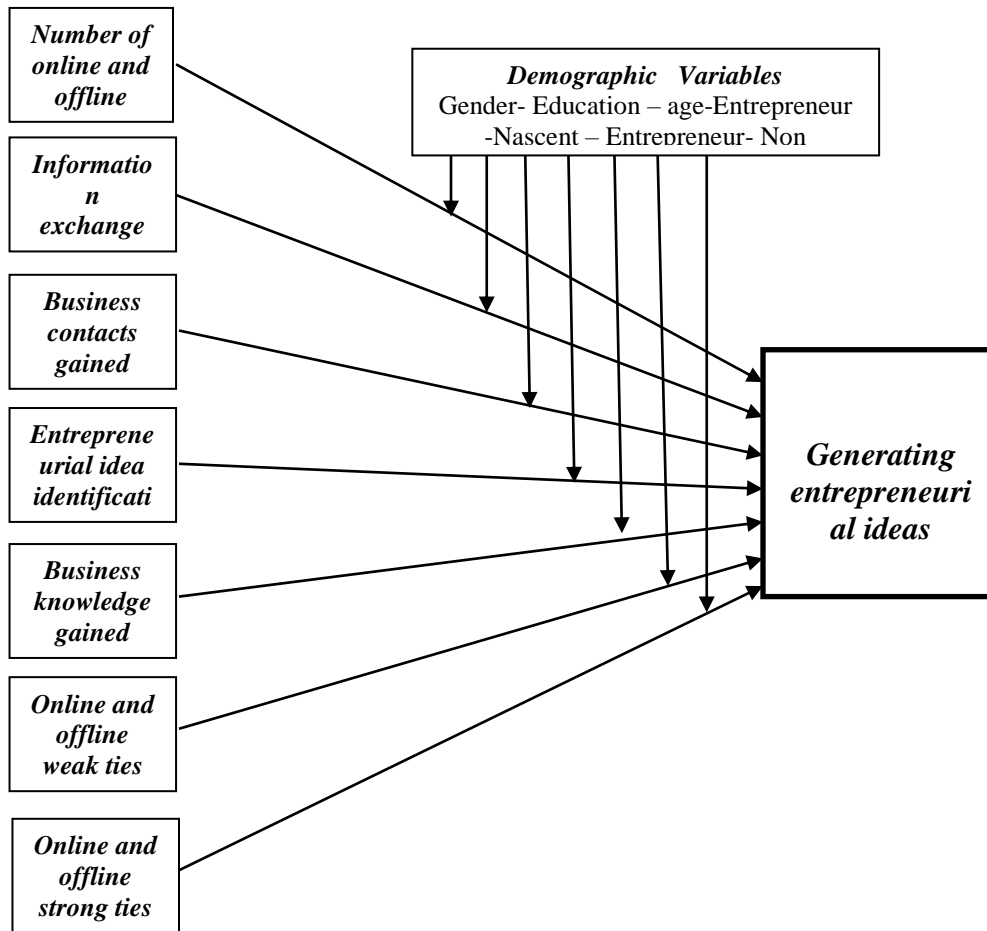 Number of
online and
offline
Demographic Variables
Gender- Education – age-Entrepreneur
-Nascent – Entrepreneur- Non
Informatio
n
exchange
Business
contacts
gained
Entreprene
urial idea
identificati
Generating
entrepreneuri
al ideas
Business
knowledge
gained
Online and
offline
weak ties
Online and
offline
strong ties